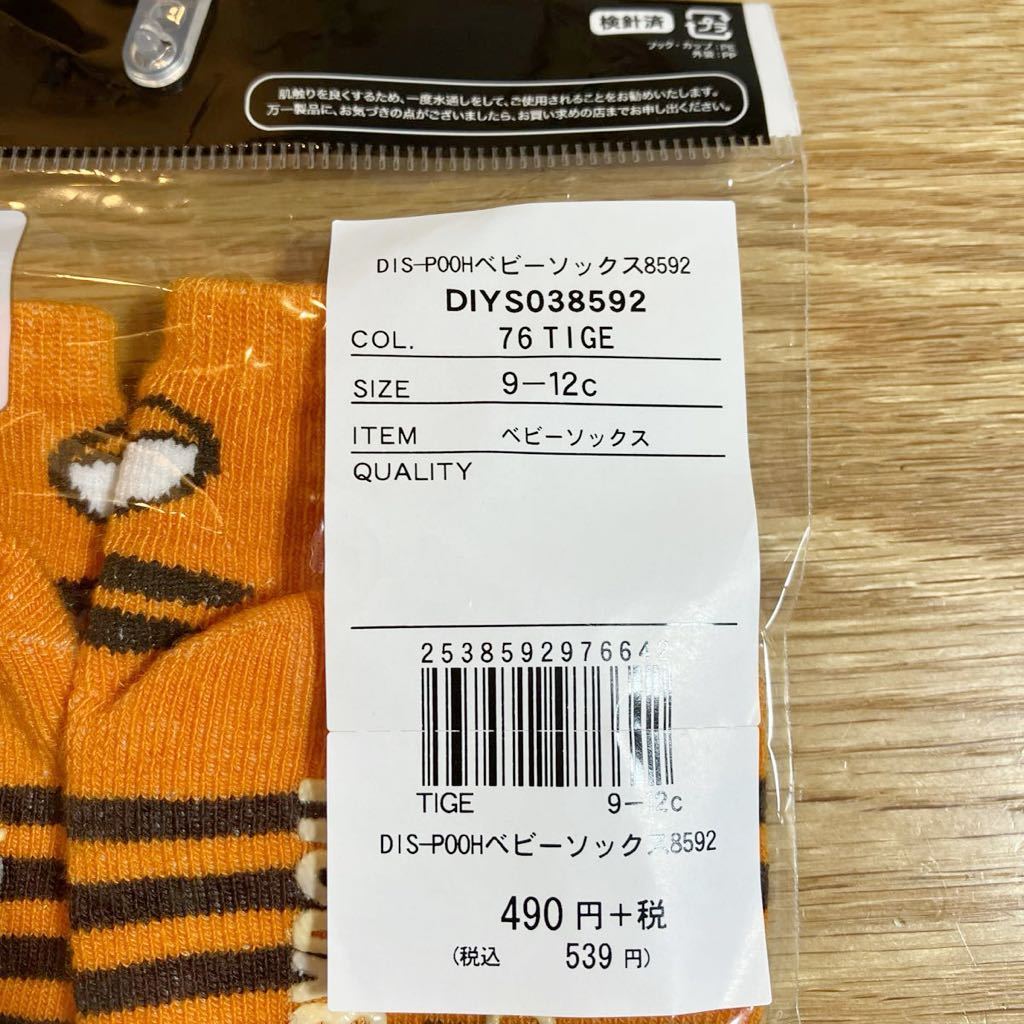 検針済
プラ
フック・カップ:PE
外袋:PP
肌触りを良くするため、一度水通しをして、ご使用されることをお勧めいたします。
万一製品に、お気づきの点がございましたら、お買い求めの店までお申し出ください。
DIS-POOHベビーソックス8592
DIYS038592
COL. 76 TIGE
SIZE 9-12c
ITEM ベビーソックス
QUALITY
2538592976642
TIGE 9-12c
DIS-POOHベビーソックス8592
490 円+税
(税込 539 円)